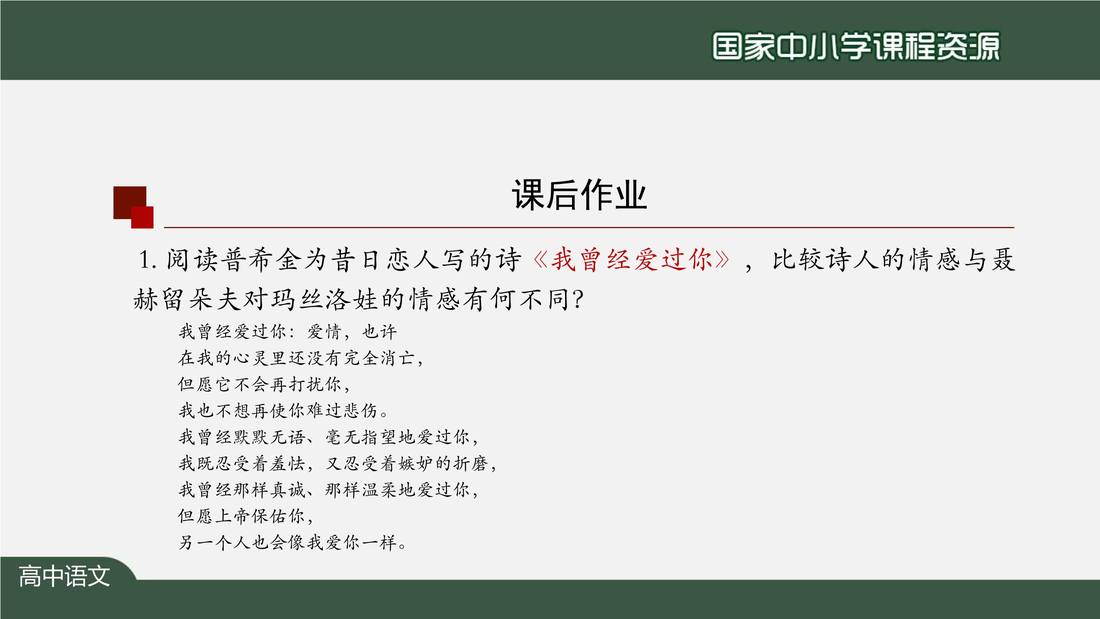 国家中小学课程资源
课后作业
1. 阅读普希金为昔日恋人写的诗《我曾经爱过你》，比较诗人的情感与聂
赫留朵夫对玛丝洛娃的情感有何不同？
我曾经爱过你：爱情，也许
在我的心灵里还没有完全消亡，
但愿它不会再打扰你，
我也不想再使你难过悲伤。
我曾经默默无语、毫无指望地爱过你，
我既忍受着羞怯，又忍受着嫉妒的折磨，
我曾经那样真诚、那样温柔地爱过你，
但愿上帝保佑你，
另一个人也会像我爱你一样。
高中语文